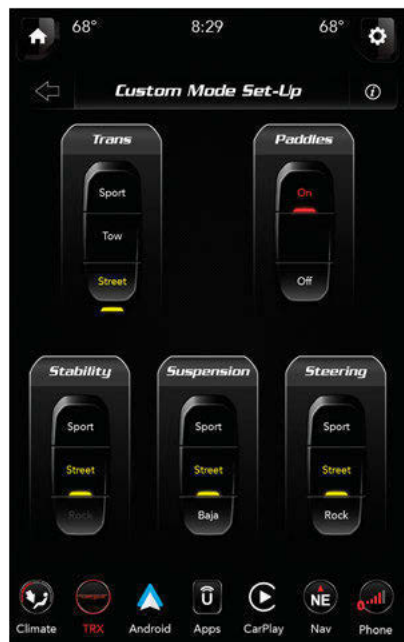 68° 8:29 68°
Custom Mode Set-Up
Trans
Sport
Tow
Street
Paddles
On
Off
Stability
Sport
Street
Rock
Suspension
Sport
Street
Baja
Steering
Sport
Street
Rock
NE
0
Climate TRX Android Apps CarPlay Nav Phone